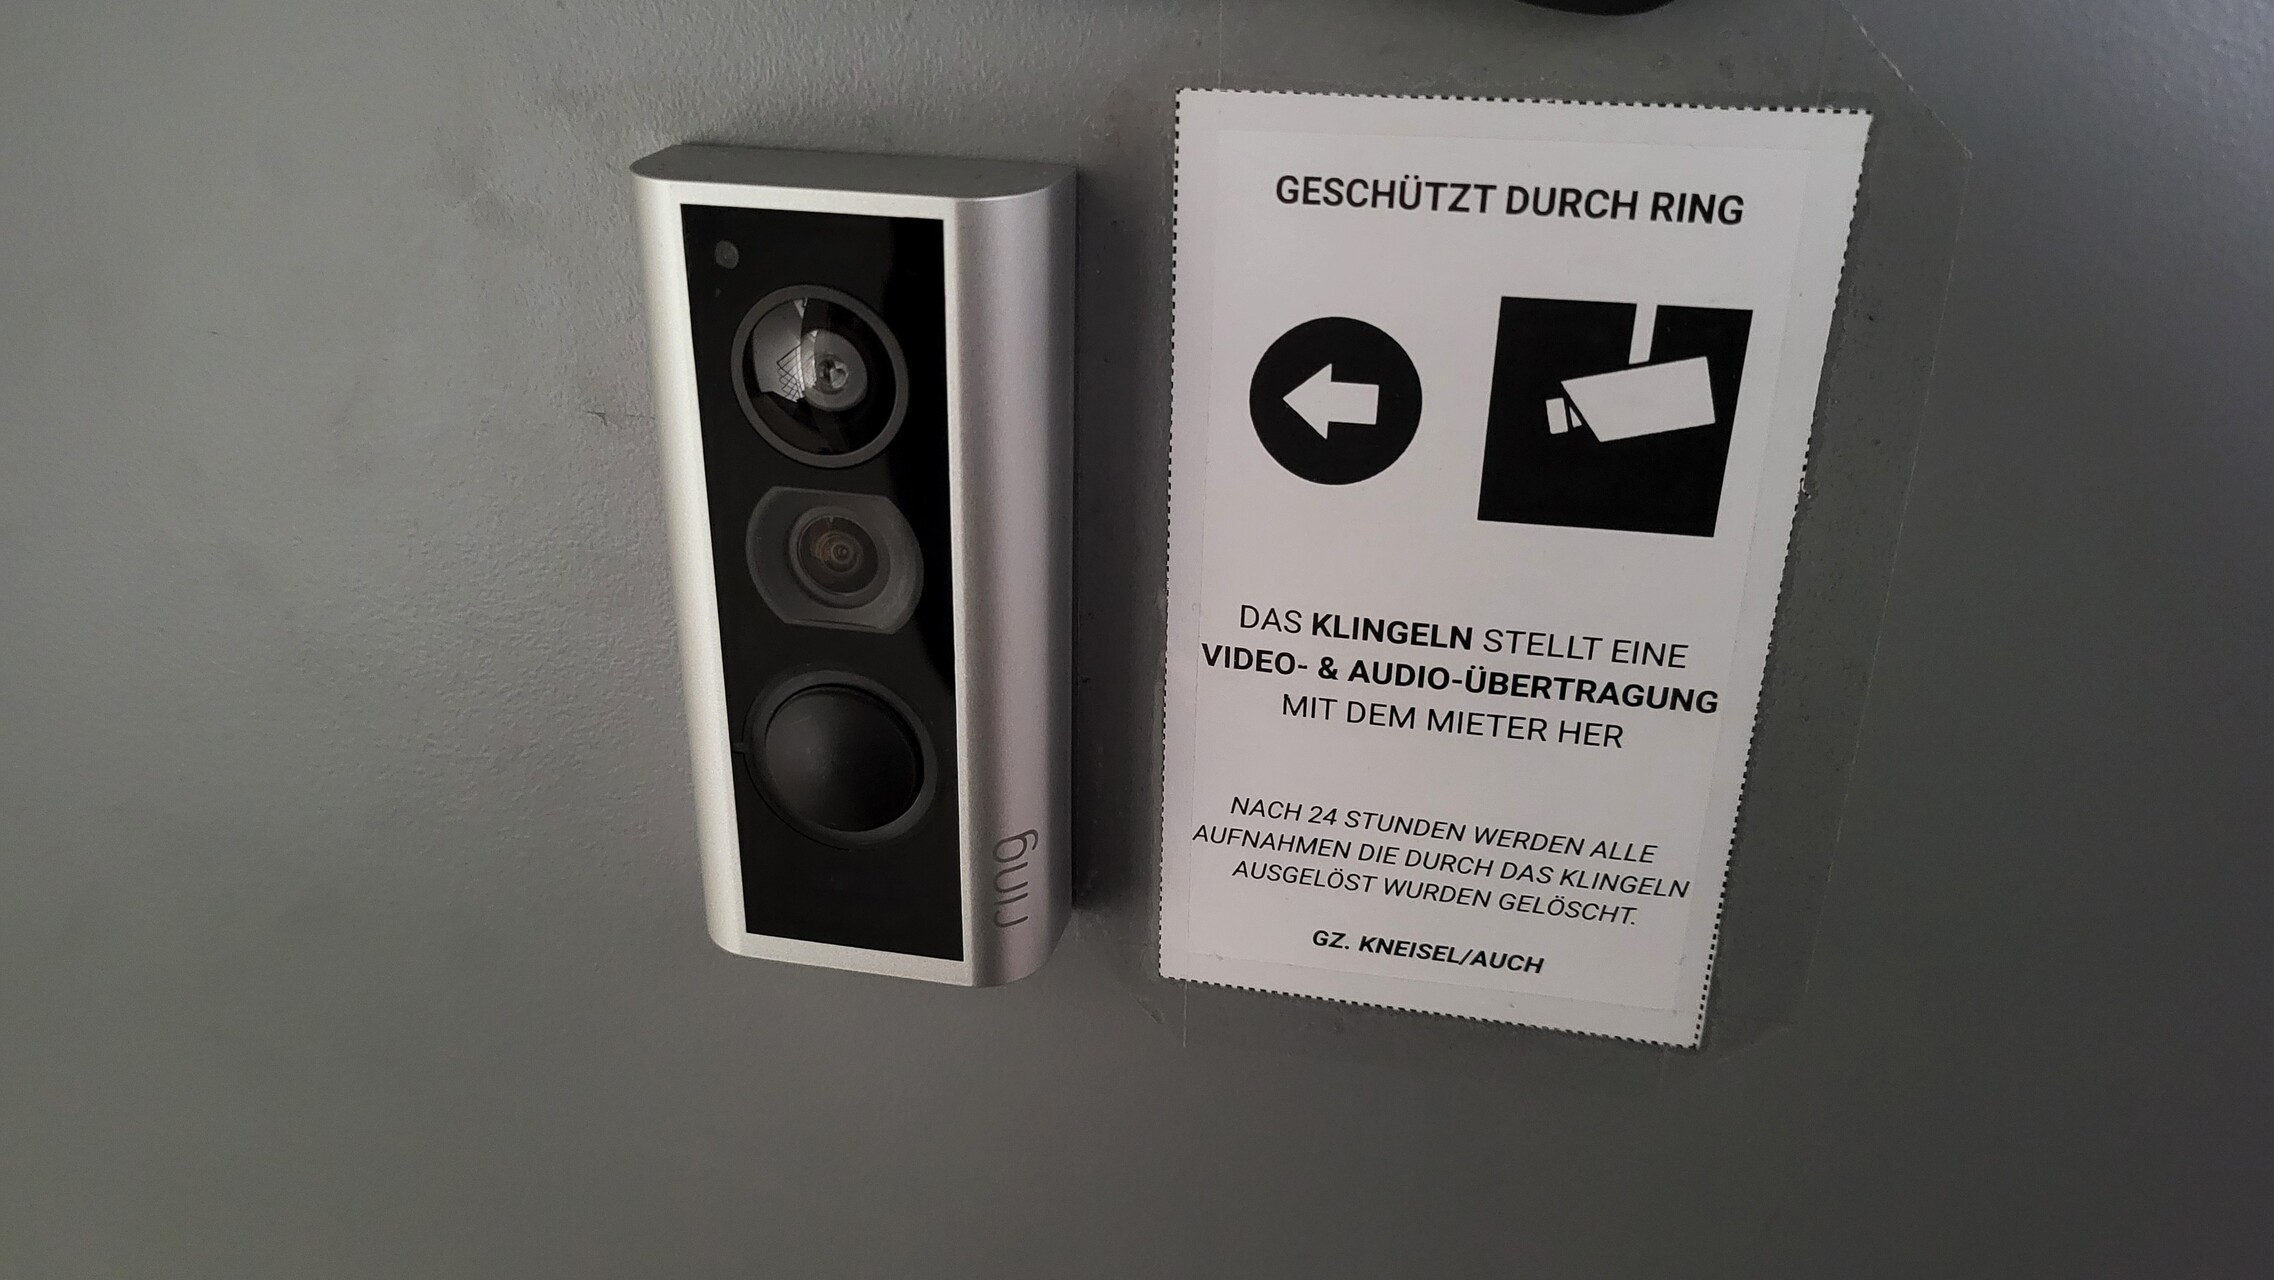 ring
GESCHÜTZT DURCH RING
DAS KLINGELN STELLT EINE
VIDEO- & AUDIO-ÜBERTRAGUNG
MIT DEM MIETER HER
NACH 24 STUNDEN WERDEN ALLE
AUFNAHMEN DIE DURCH DAS KLINGELN
AUSGELÖST WURDEN GELÖSCHT.
GZ. KNEISEL/AUCH